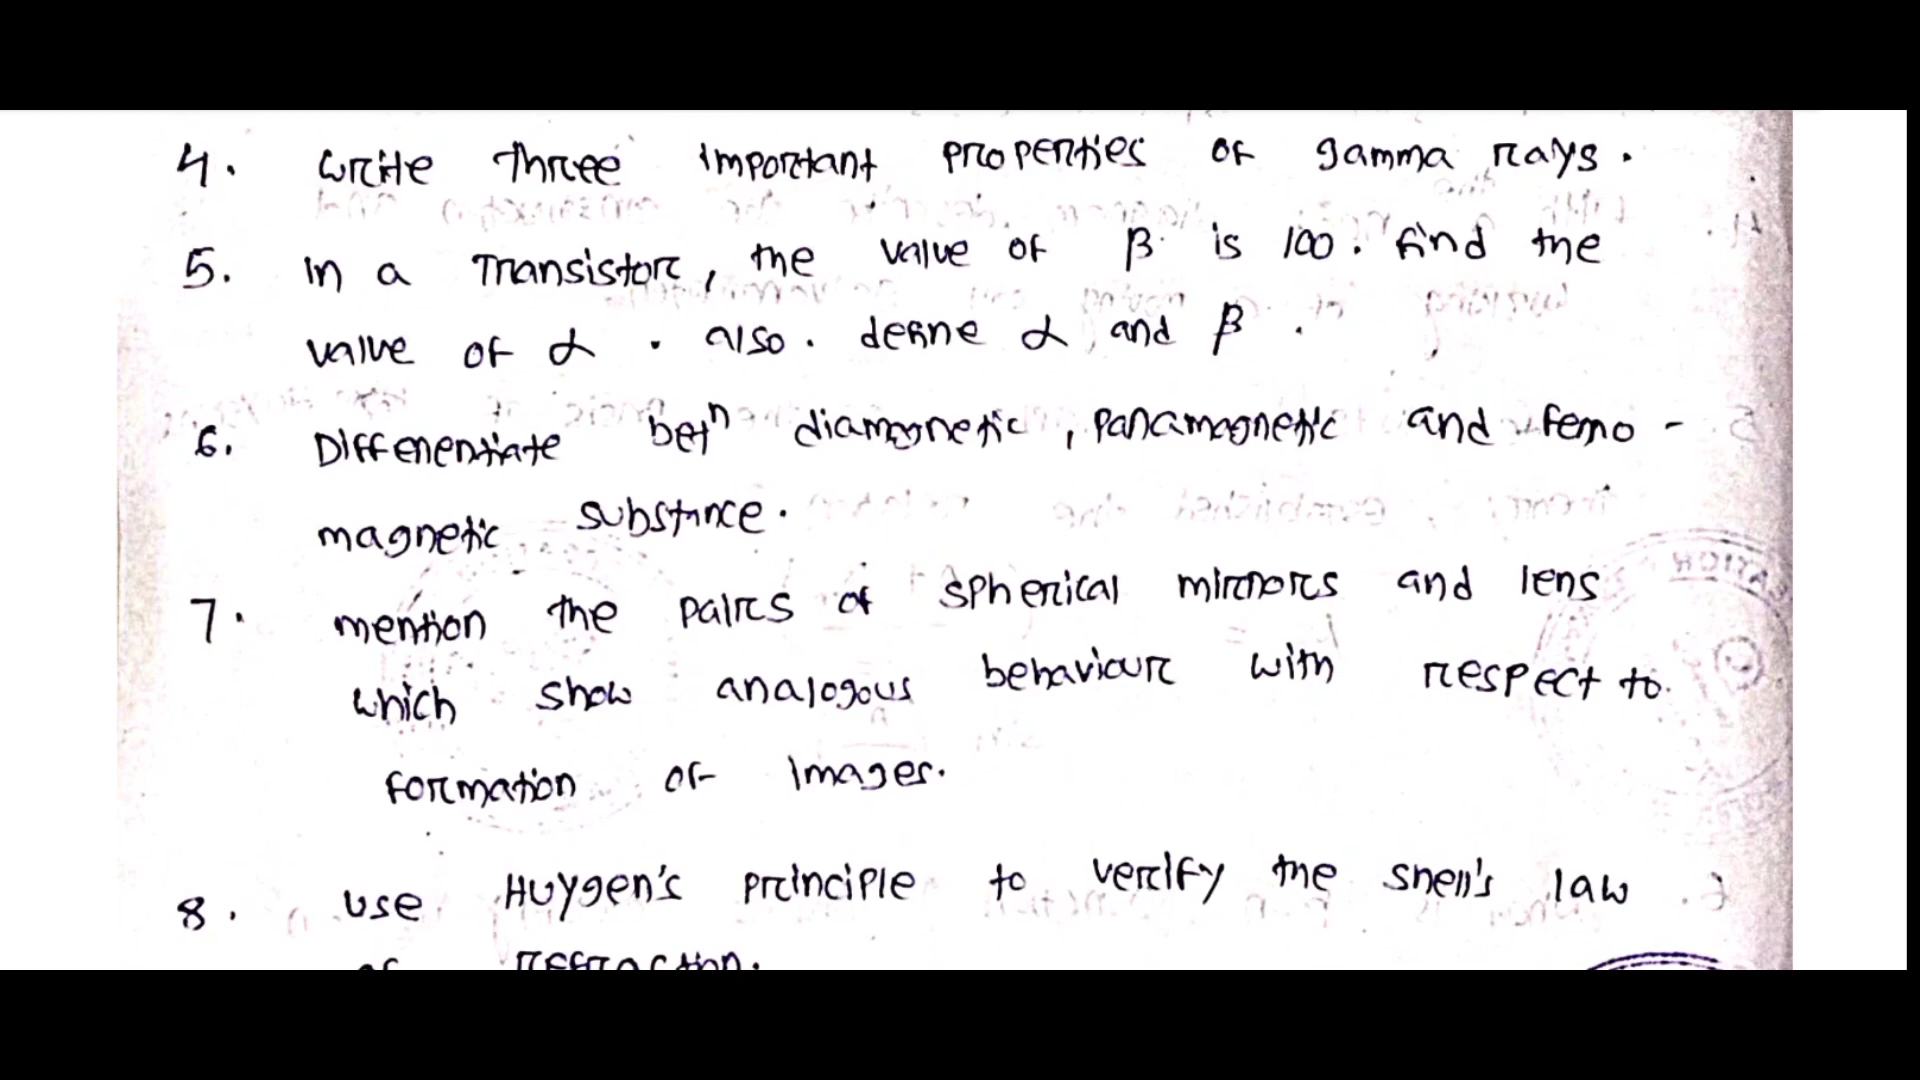 4. Write three important properties of gamma rays.
5. In a Transistor, the value of β is 100. find the
value of α. also. define α and β.
6. Differentiate betⁿ diamagnetic, paramagnetic and ferro-
magnetic substance.
7. mention the pairs of spherical mirrors and lens
which show analogous behaviour with respect to
formation of images.
8. use Huygen's principle to verify the snell's law
of refraction.